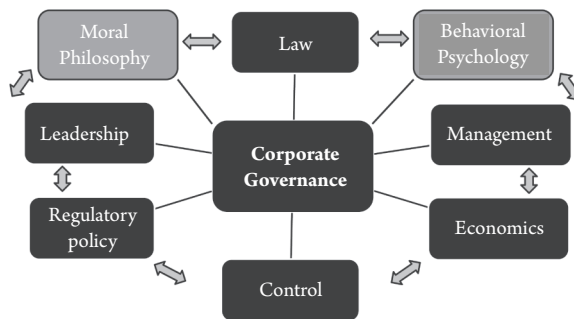 Moral
Philosophy
Law
Behavioral
Psychology
Leadership
Corporate
Governance
Management
Regulatory
policy
Economics
Control